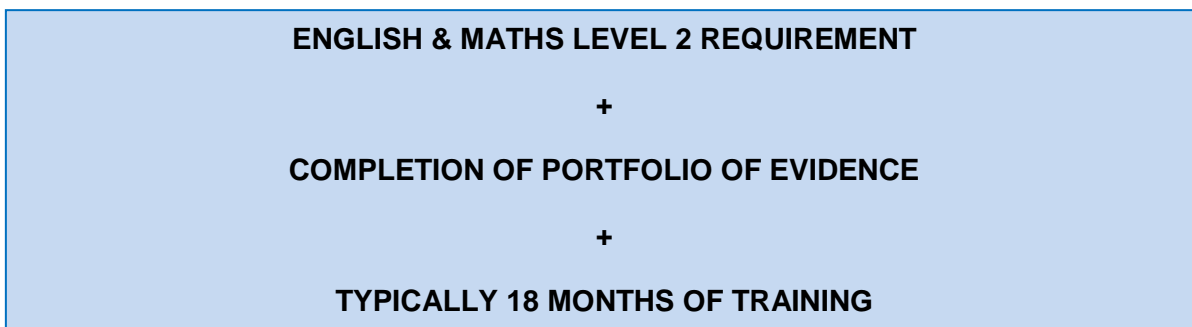 ENGLISH & MATHS LEVEL 2 REQUIREMENT
+
COMPLETION OF PORTFOLIO OF EVIDENCE
+
TYPICALLY 18 MONTHS OF TRAINING